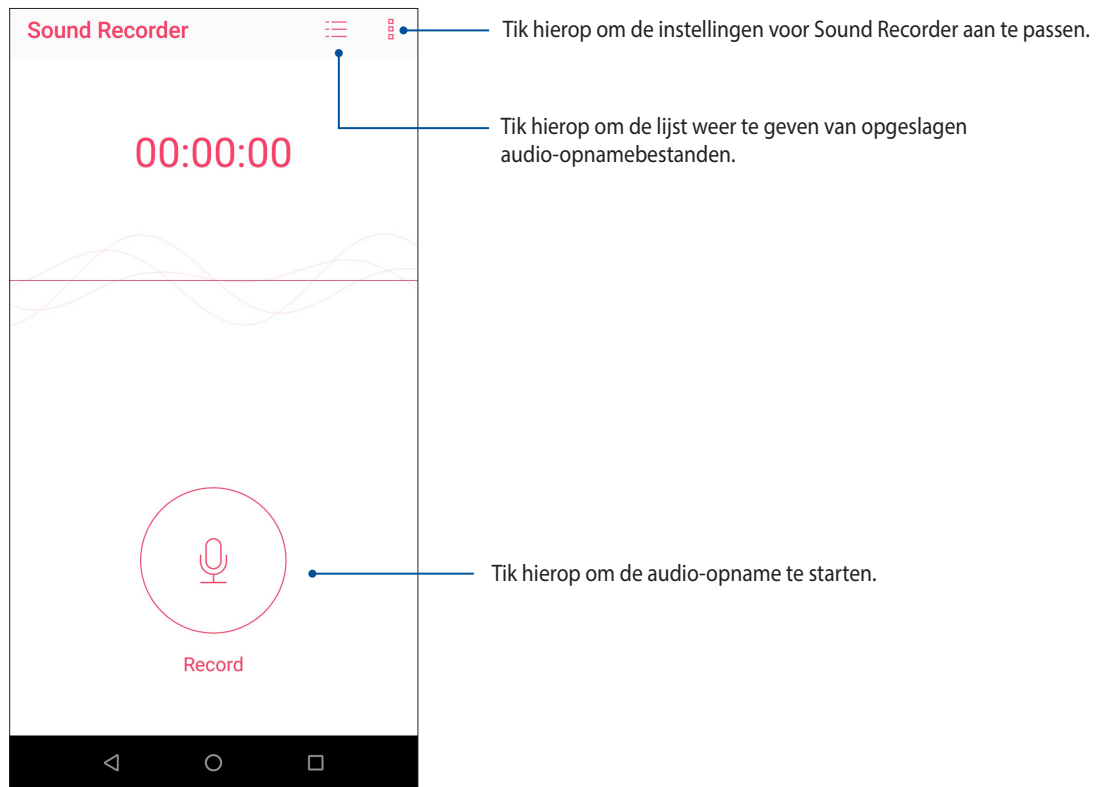 Sound Recorder
Tik hierop om de instellingen voor Sound Recorder aan te passen.
Tik hierop om de lijst weer te geven van opgeslagen
audio-opnamebestanden.
00:00:00
Tik hierop om de audio-opname te starten.
Record